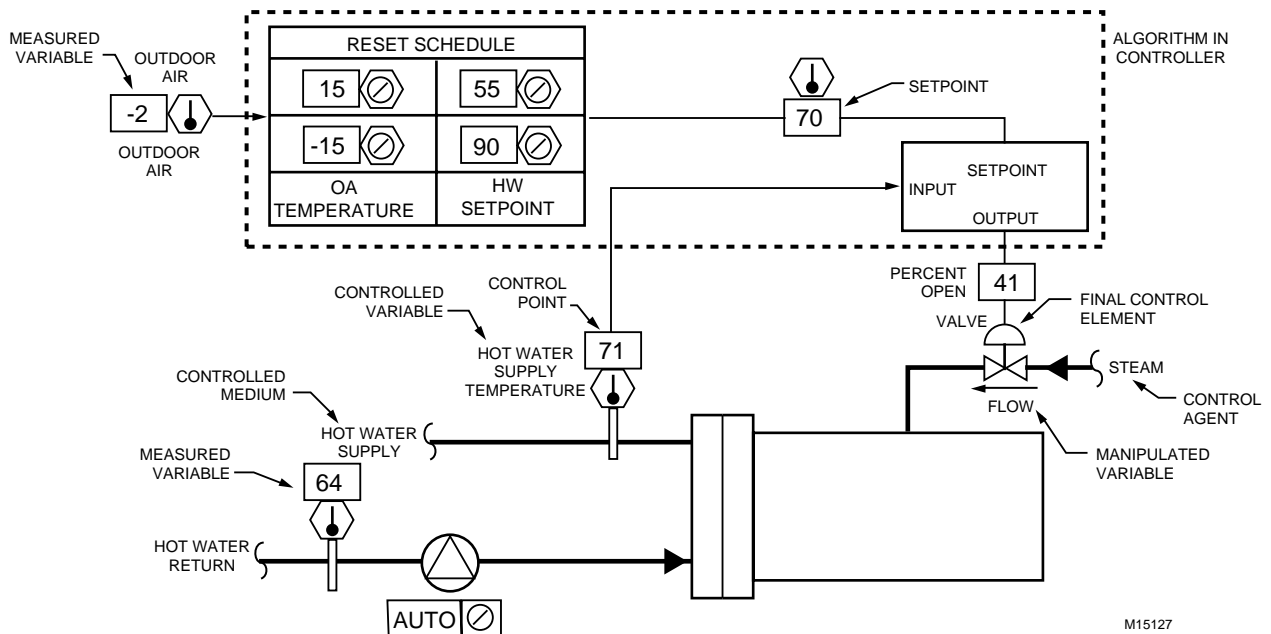 MEASURED
VARIABLE
OUTDOOR
AIR
-2
OUTDOOR
AIR
RESET SCHEDULE
15
55
-15
90
OA
TEMPERATURE
HW
SETPOINT
SETPOINT
70
ALGORITHM IN
CONTROLLER
SETPOINT
INPUT
OUTPUT
PERCENT
OPEN
41
VALVE
FINAL CONTROL
ELEMENT
CONTROLLED
VARIABLE
CONTROL
POINT
71
HOT WATER
SUPPLY
TEMPERATURE
STEAM
CONTROL
AGENT
FLOW
MANIPULATED
VARIABLE
CONTROLLED
MEDIUM
HOT WATER
SUPPLY
MEASURED
VARIABLE
64
HOT WATER
RETURN
AUTO
M15127